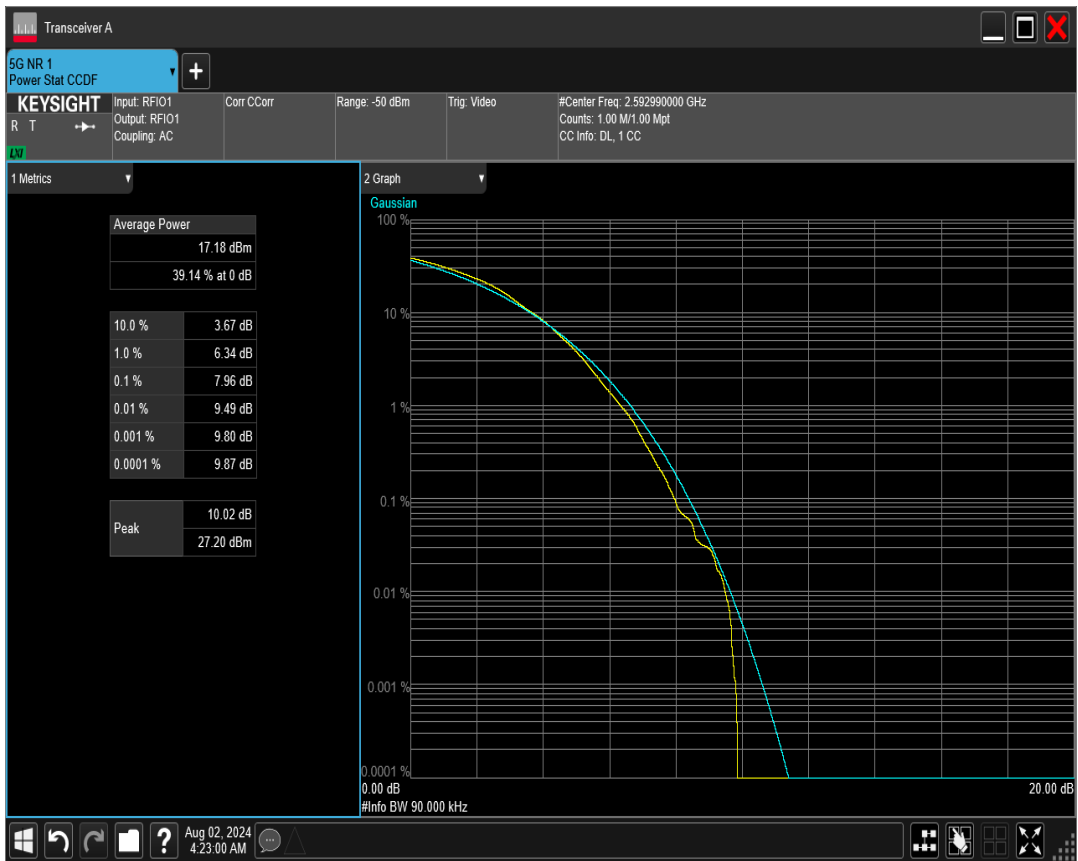 Transceiver A
5G NR 1
Power Stat CCDF
+
KEYSIGHT
R T
LXI
Input: RFIO1
Output: RFIO1
Coupling: AC
Corr CCorr
Range: -50 dBm
Trig: Video
#Center Freq: 2.592990000 GHz
Counts: 1.00 M/1.00 Mpt
CC Info: DL, 1 CC
1 Metrics
Average Power
17.18 dBm
39.14 % at 0 dB
10.0 % 3.67 dB
1.0 % 6.34 dB
0.1 % 7.96 dB
0.01 % 9.49 dB
0.001 % 9.80 dB
0.0001 % 9.87 dB
Peak
10.02 dB
27.20 dBm
2 Graph
Gaussian
100 %
10 %
1 %
0.1 %
0.01 %
0.001 %
0.0001 %
0.00 dB 20.00 dB
#Info BW 90.000 kHz
?
Aug 02, 2024
4:23:00 AM